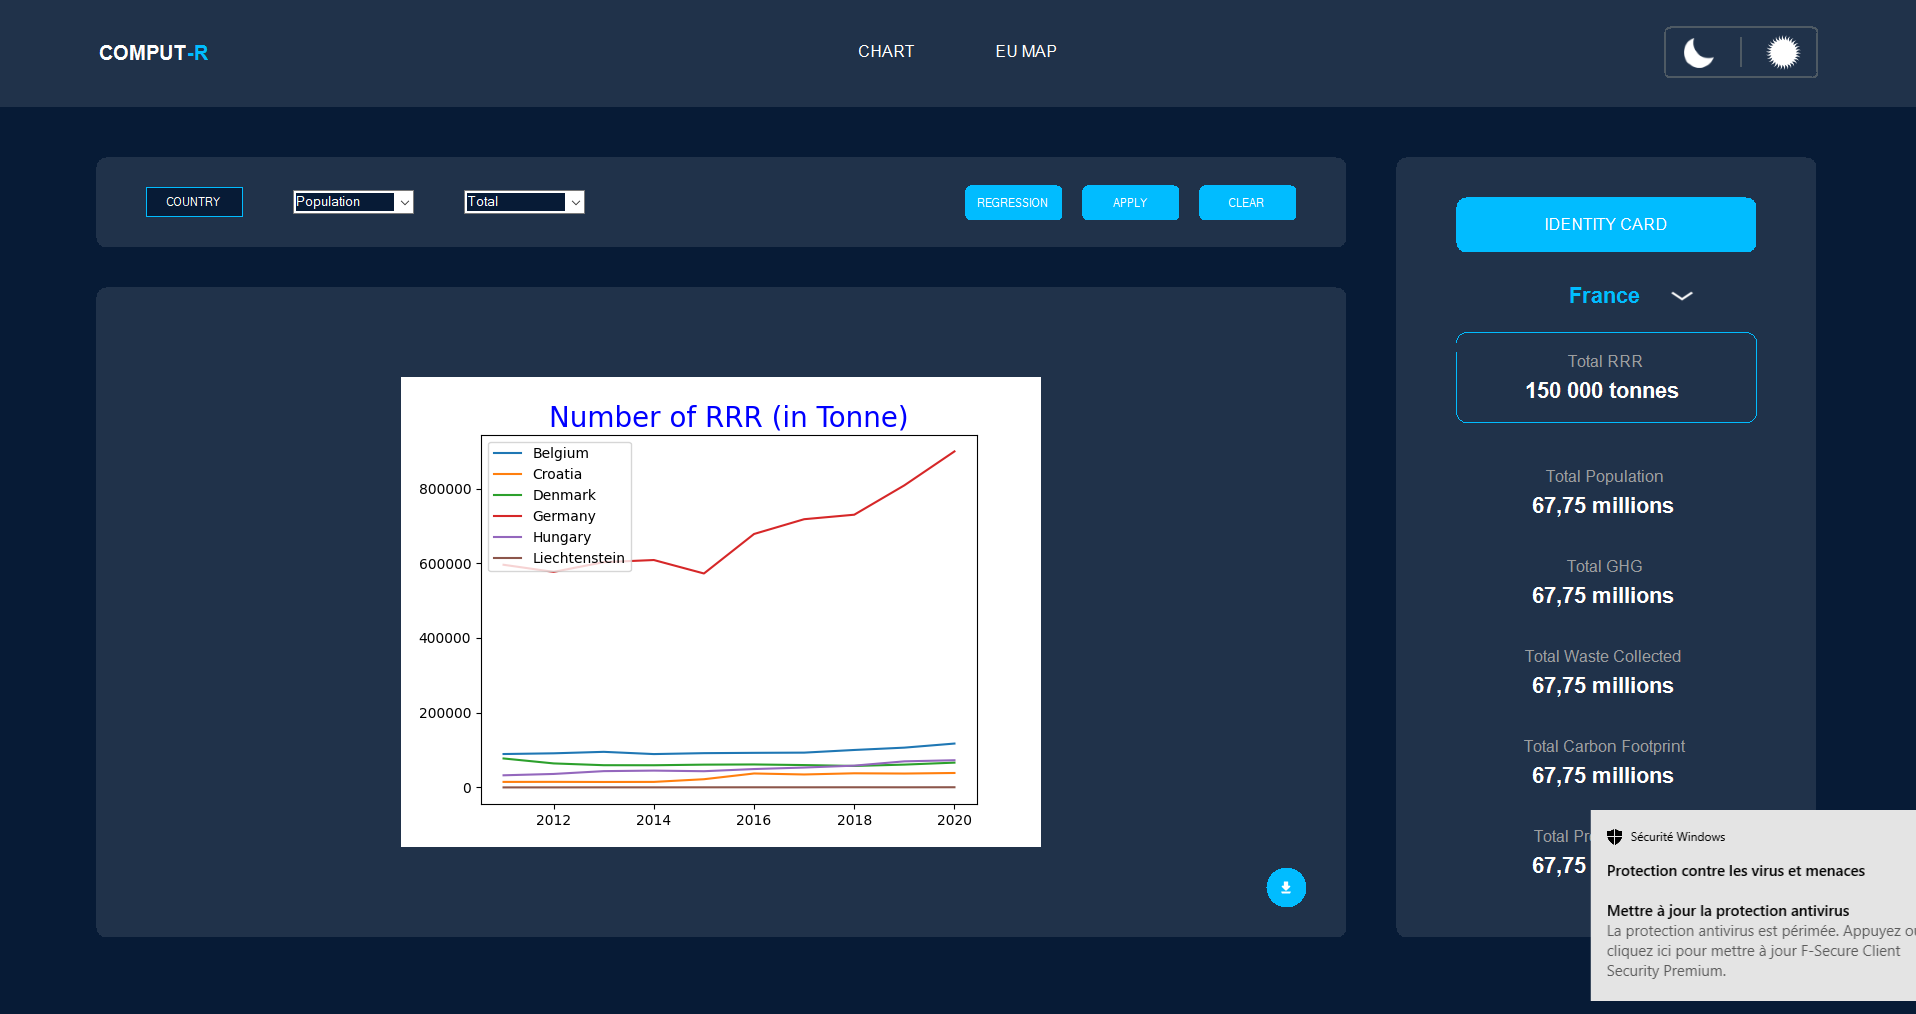 COMPUT-R
CHART
EU MAP
COUNTRY
Population
Total
REGRESSION
APPLY
CLEAR
Number of RRR (in Tonne)
Belgium
Croatia
Denmark
Germany
Hungary
Liechtenstein
800000
600000
400000
200000
0
2012
2014
2016
2018
2020
IDENTITY CARD
France
Total RRR
150 000 tonnes
Total Population
67,75 millions
Total GHG
67,75 millions
Total Waste Collected
67,75 millions
Total Carbon Footprint
67,75 millions
Total
67,75
Sécurité Windows
Protection contre les virus et menaces
Mettre à jour la protection antivirus
La protection antivirus est périmée. Appuyez
cliquez ici pour mettre à jour F-Secure Client
Security Premium.